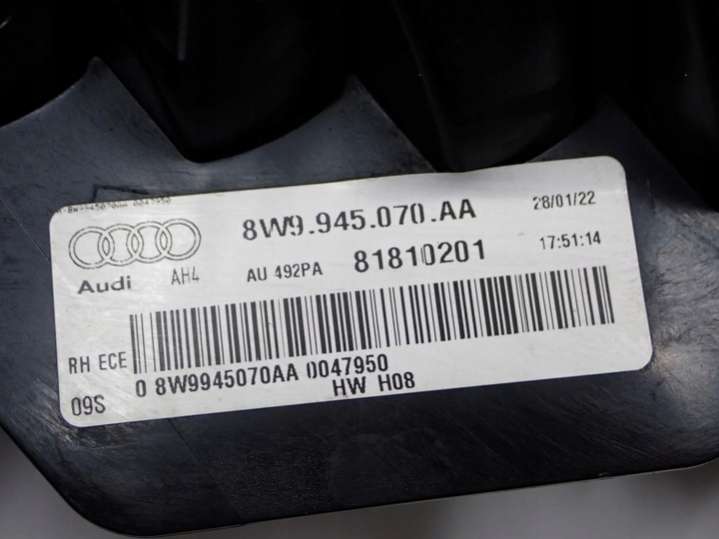 8W9.945.070.AA
28/01/22
Audi
AH4
AU 492PA
81810201
17:51:14
RH ECE
0 8W9945070AA 0047950
09S
HW H08